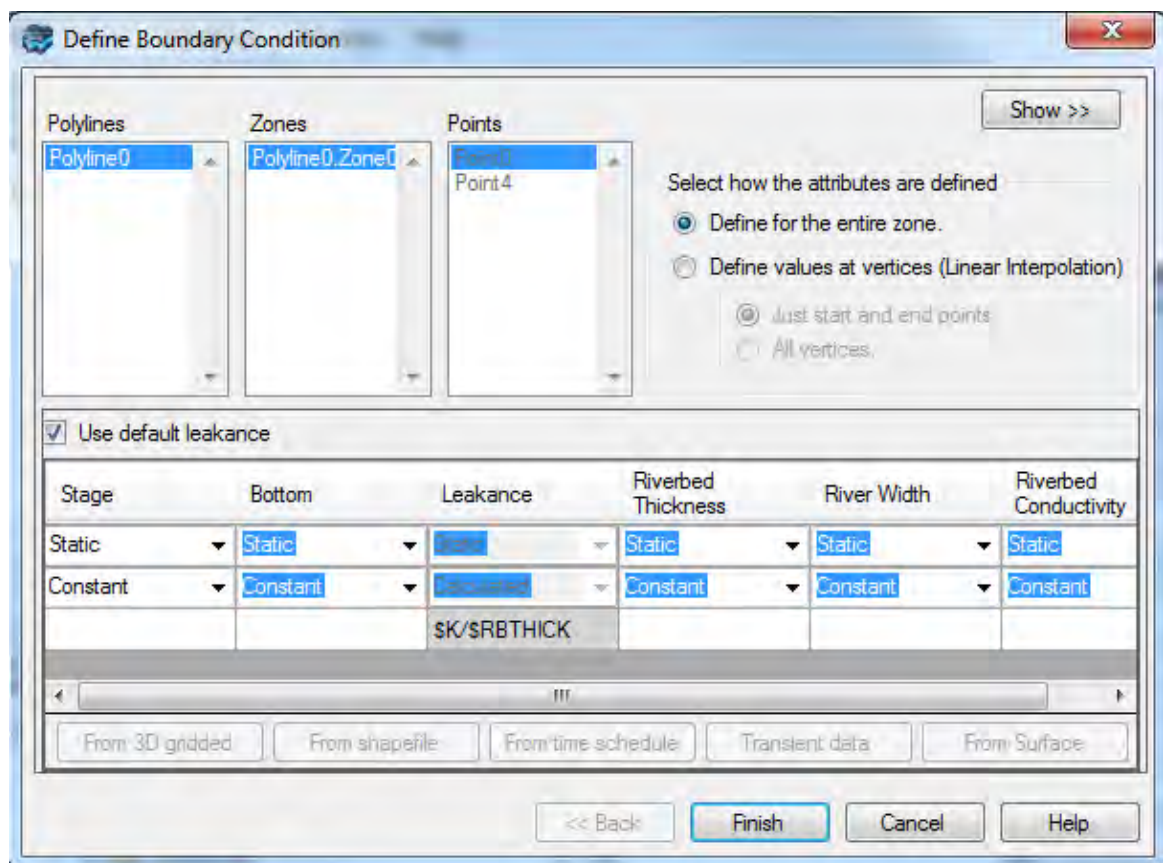 Define Boundary Condition
Show >>
Polylines Zones Points
Polyline0 Polyline0.Zone0
Point4
Select how the attributes are defined
Define for the entire zone.
Define values at vertices (Linear Interpolation)
Just start and end points
All vertices.
Use default leakance
Stage Bottom Leakance Riverbed Thickness River Width Riverbed Conductivity
Static Static Static Static Static
Constant Constant Constant Constant Constant
$K/$RBTHICK
From 3D gridded From shapefile From time schedule Transient data From Surface
<< Back Finish Cancel Help